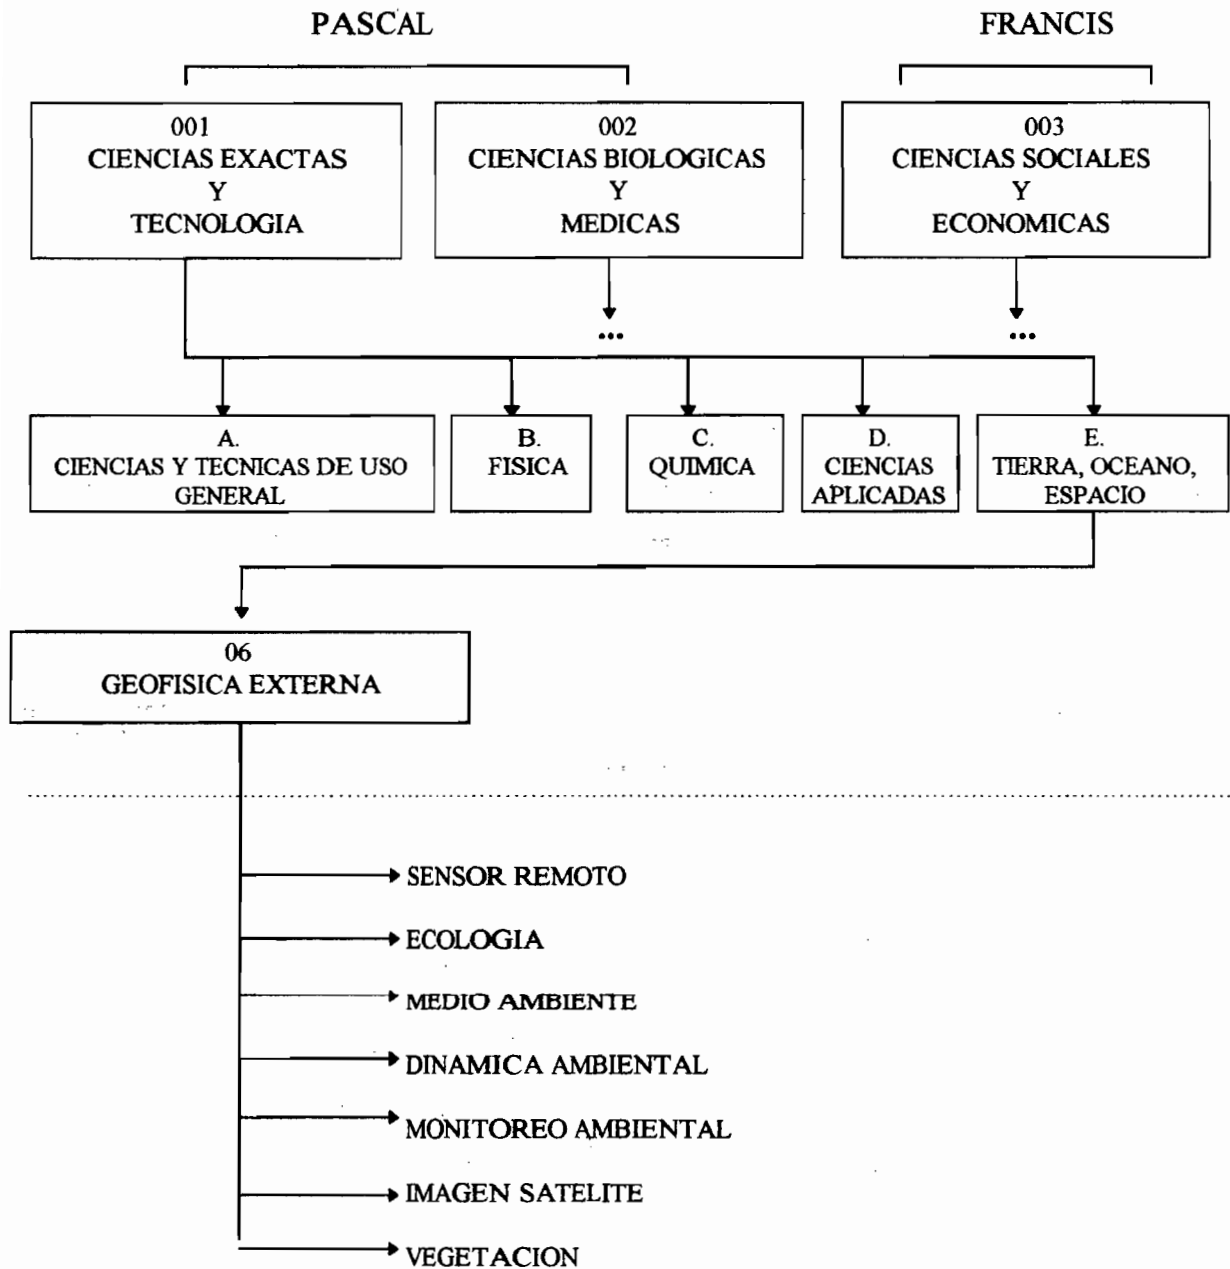 PASCAL
FRANCIS
001
CIENCIAS EXACTAS
Y
TECNOLOGIA
002
CIENCIAS BIOLOGICAS
Y
MEDICAS
003
CIENCIAS SOCIALES
Y
ECONOMICAS
...
...
A.
CIENCIAS Y TECNICAS DE USO
GENERAL
B.
FISICA
C.
QUIMICA
D.
CIENCIAS
APLICADAS
E.
TIERRA, OCEANO,
ESPACIO
06
GEOFISICA EXTERNA
SENSOR REMOTO
ECOLOGIA
MEDIO AMBIENTE
DINAMICA AMBIENTAL
MONITOREO AMBIENTAL
IMAGEN SATELITE
VEGETACION